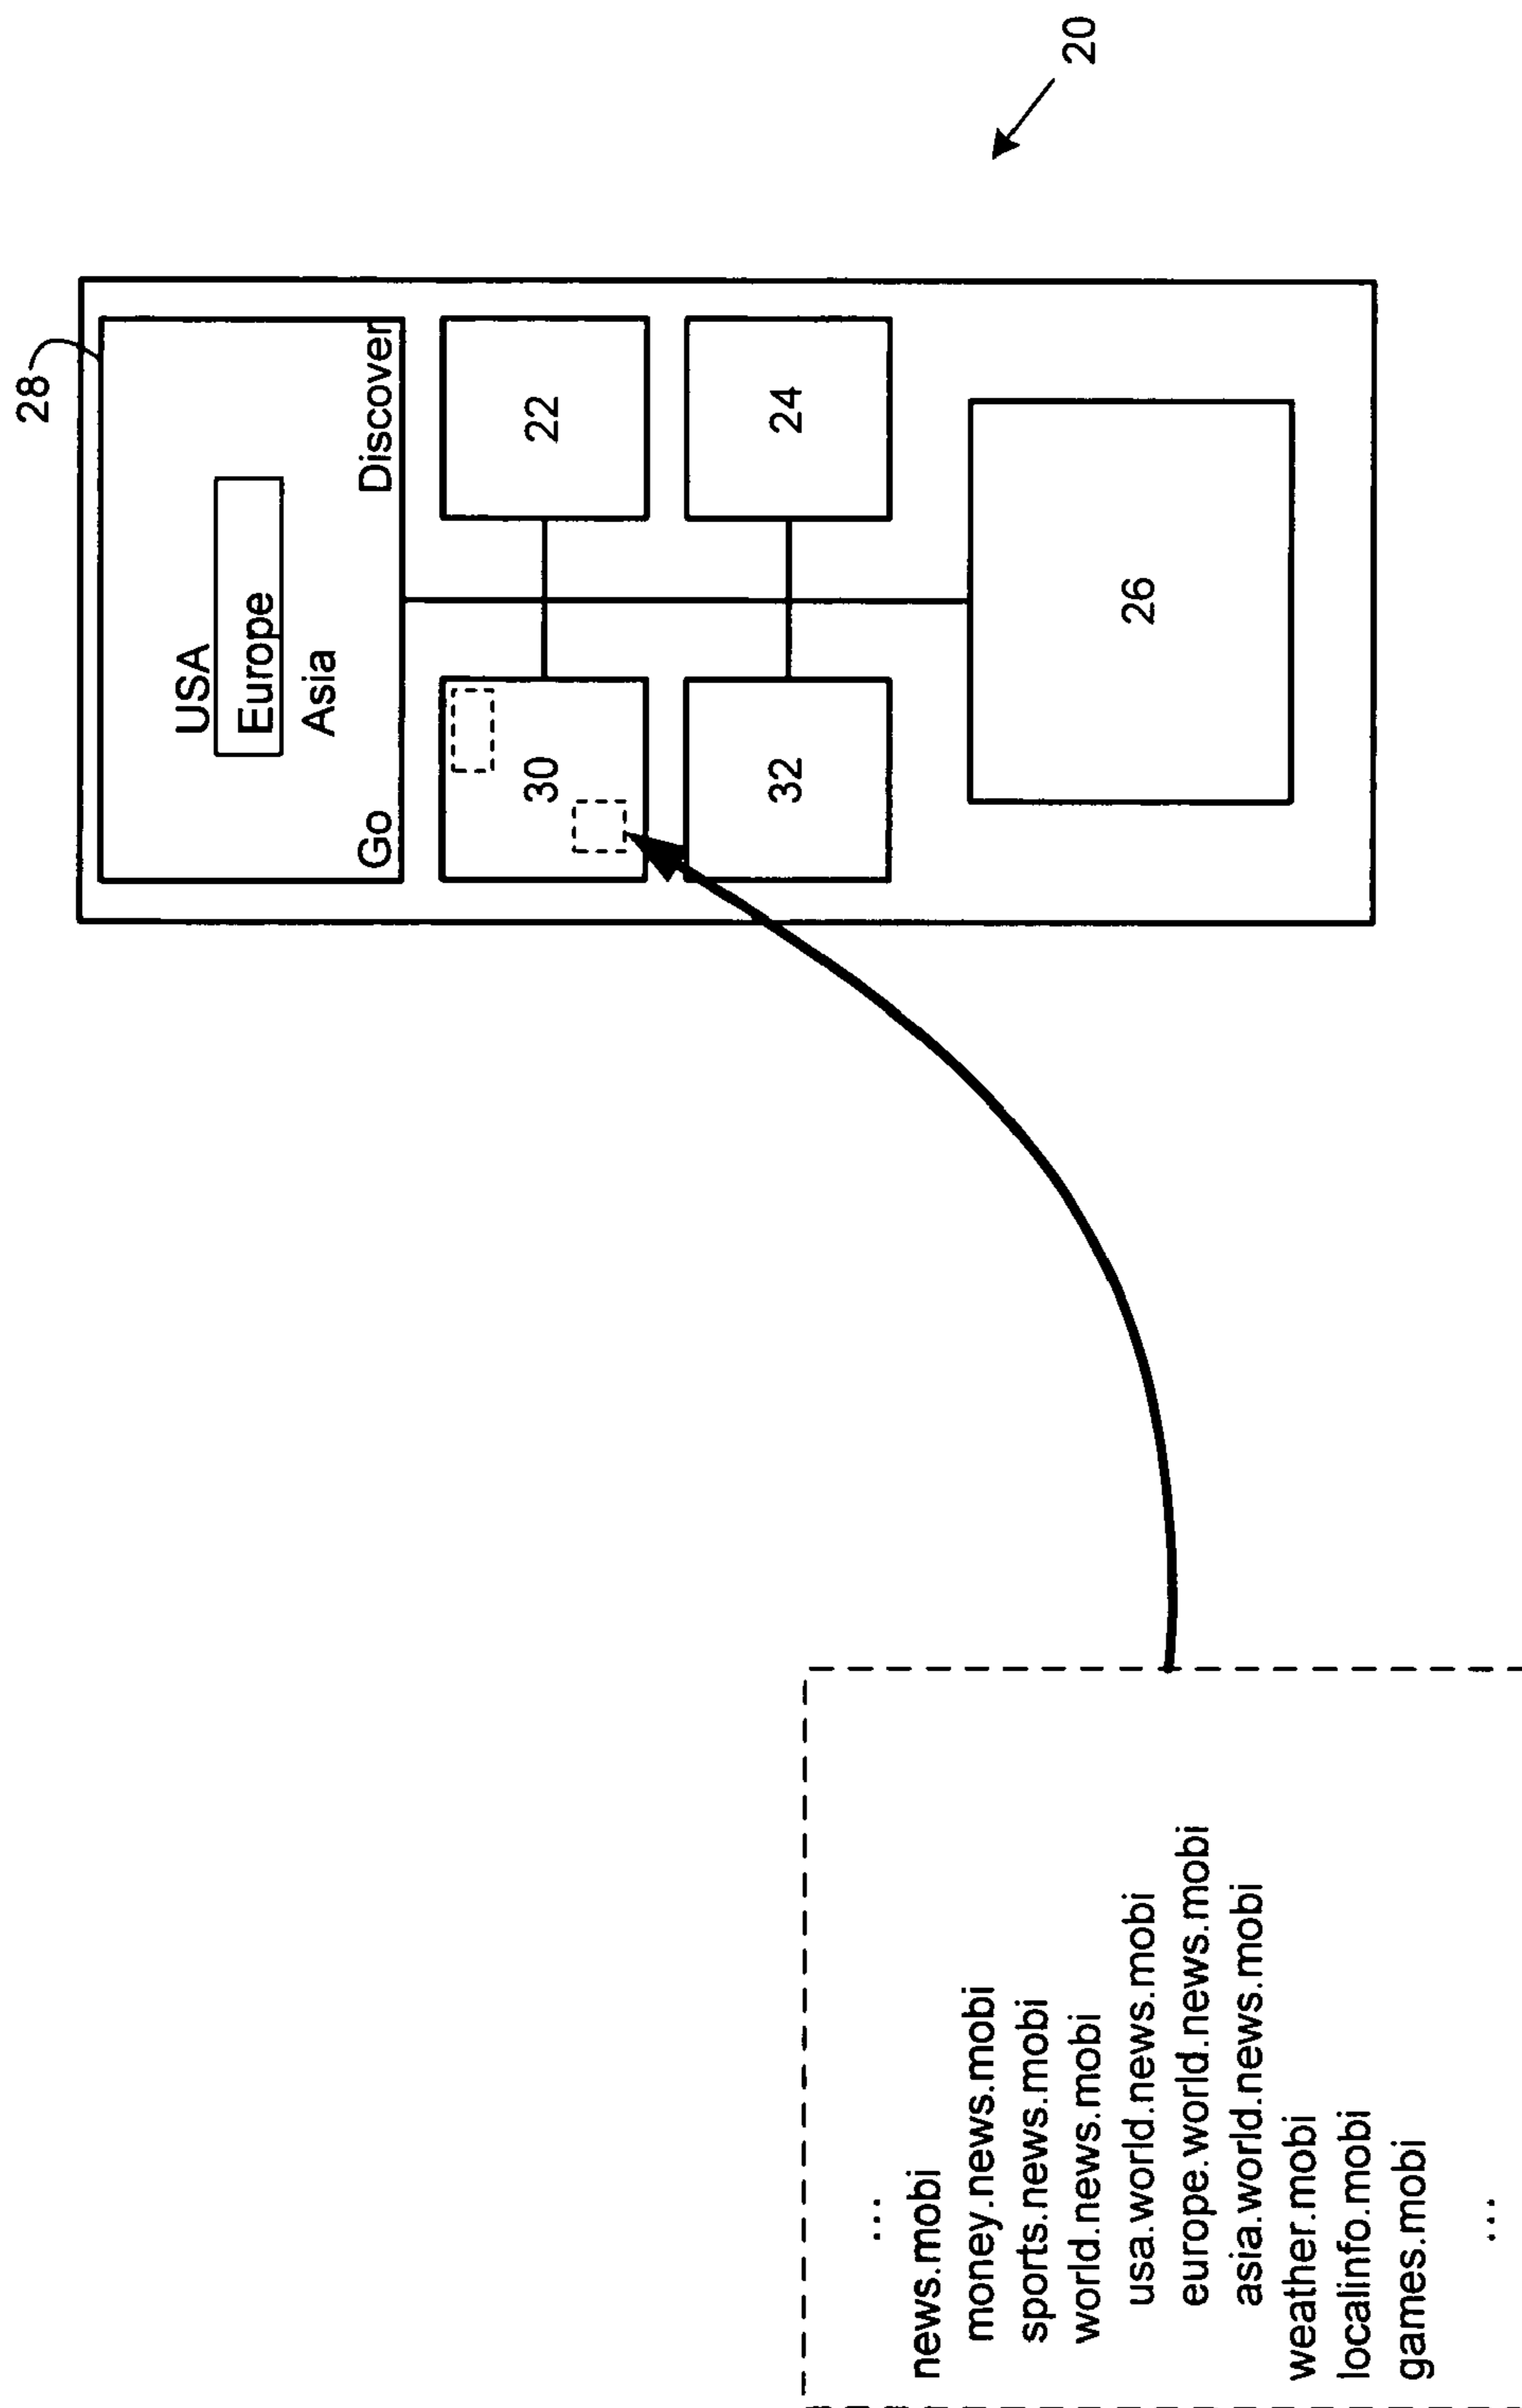 ...
news.mobi
money.news.mobi
sports.news.mobi
world.news.mobi
usa.world.news.mobi
europe.world.news.mobi
asia.world.news.mobi
weather.mobi
localinfo.mobi
games.mobi
...
28
USA
Europe
Asia
Go
Discover
30
22
32
24
26
20